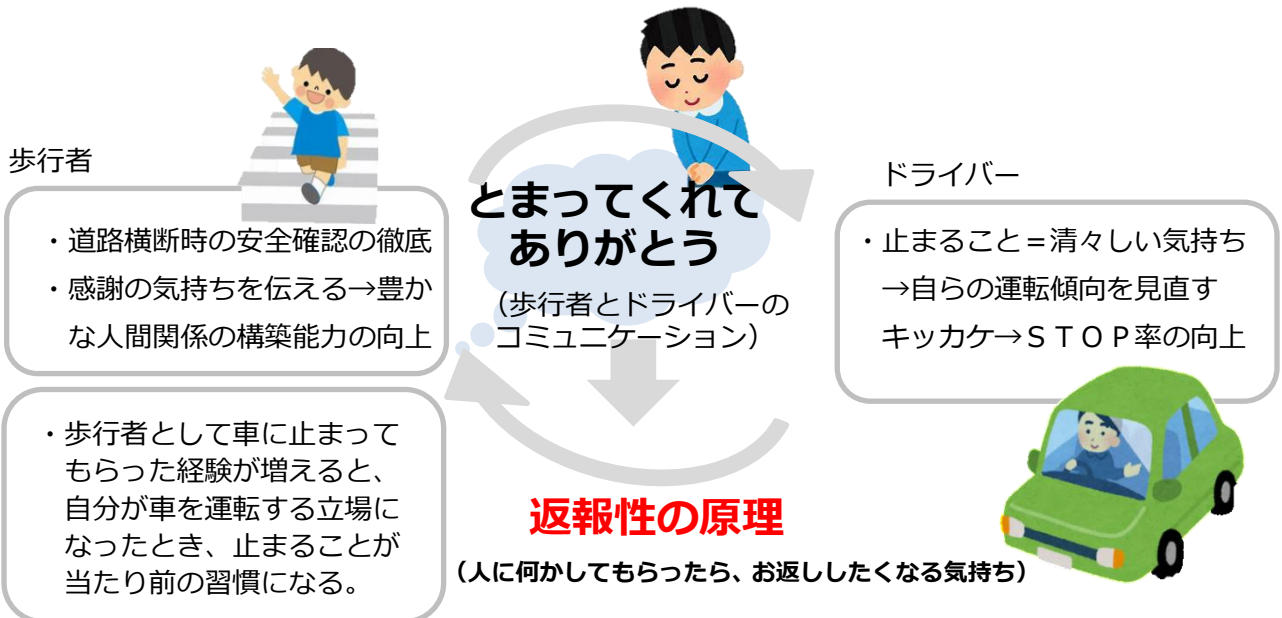 歩行者
・道路横断時の安全確認の徹底
・感謝の気持ちを伝える→豊か
な人間関係の構築能力の向上
・歩行者として車に止まって
もらった経験が増えると、
自分が車を運転する立場に
なったとき、止まることが
当たり前の習慣になる。
とまってくれて
ありがとう
（歩行者とドライバーの
コミュニケーション）
返報性の原理
（人に何かしてもらったら、お返ししたくなる気持ち）
ドライバー
・止まること＝清々しい気持ち
→自らの運転傾向を見直す
キッカケ→ＳＴＯＰ率の向上